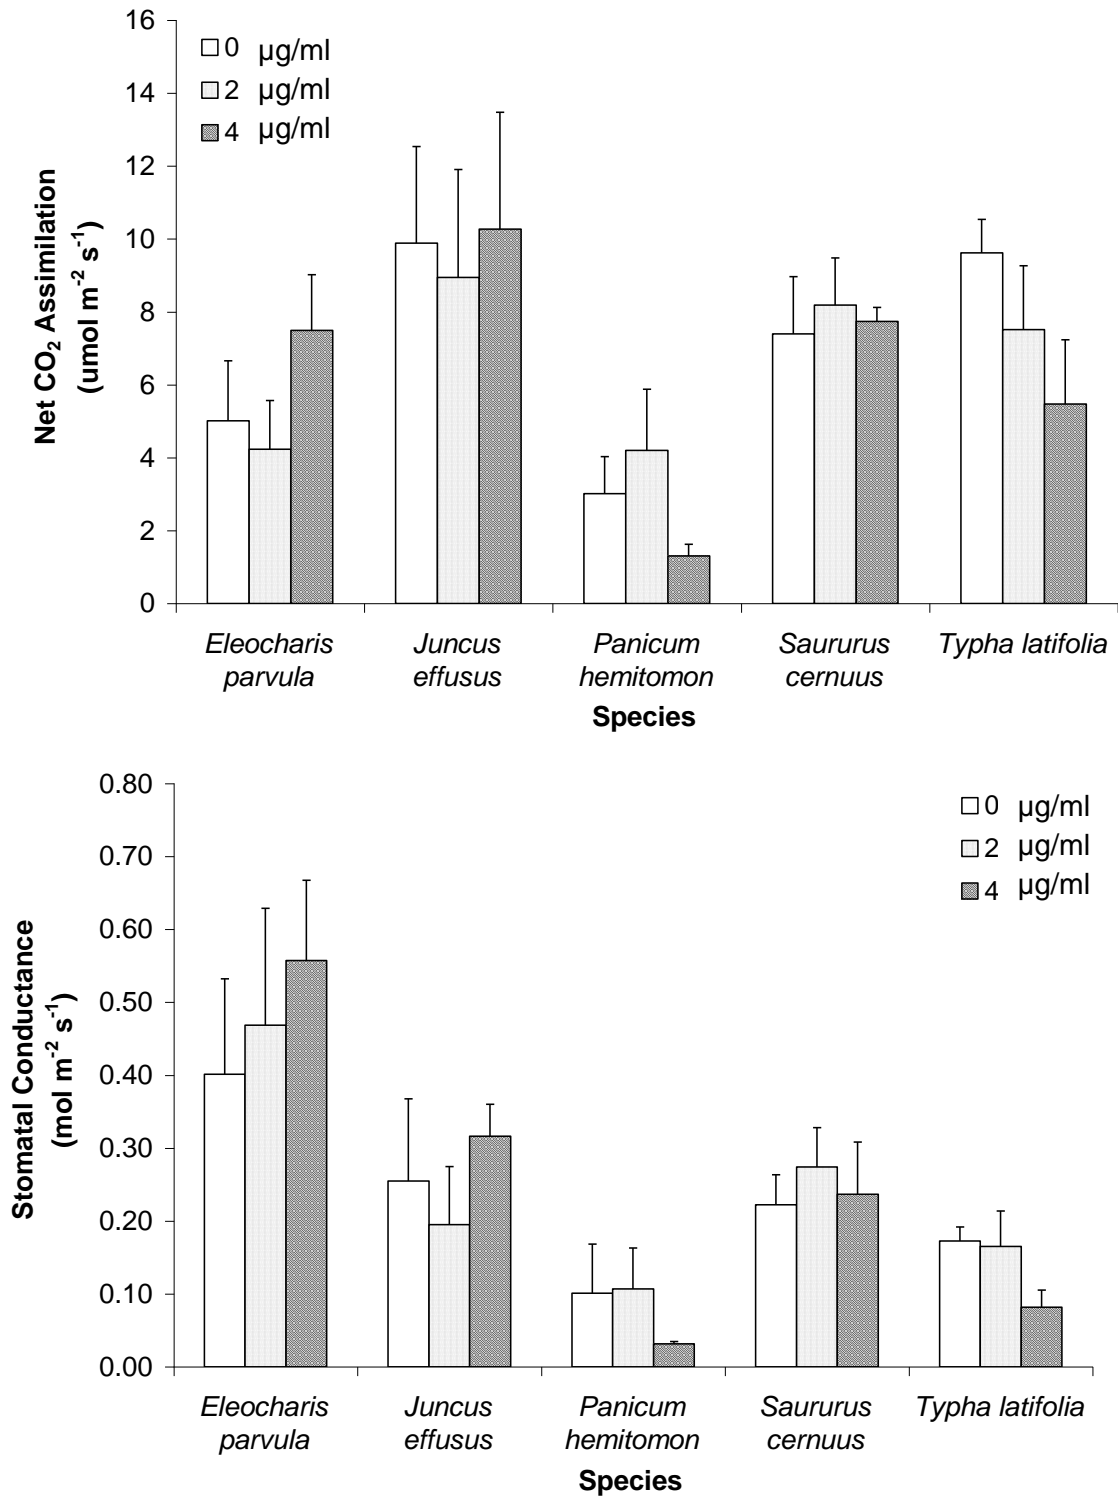 16
14
12
10
8
6
4
2
0
0 µg/ml
2 µg/ml
4 µg/ml
Net CO₂ Assimilation
(umol m⁻² s⁻¹)
Eleocharis
parvula
Juncus
effusus
Panicum
hemitomon
Saururus
cernuus
Typha latifolia
Species
0.80
0.70
0.60
0.50
0.40
0.30
0.20
0.10
0.00
0 µg/ml
2 µg/ml
4 µg/ml
Stomatal Conductance
(mol m⁻² s⁻¹)
Eleocharis
parvula
Juncus
effusus
Panicum
hemitomon
Saururus
cernuus
Typha latifolia
Species